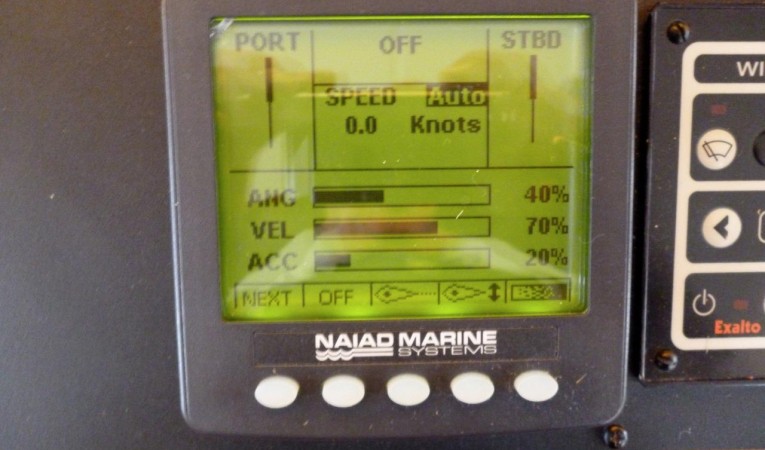 PORT OFF STBD
SPEED Auto
0.0 Knots
ANG 40%
VEL 70%
ACC 20%
NEXT OFF
NAIAD MARINE
SYSTEMS
WI
Exalto